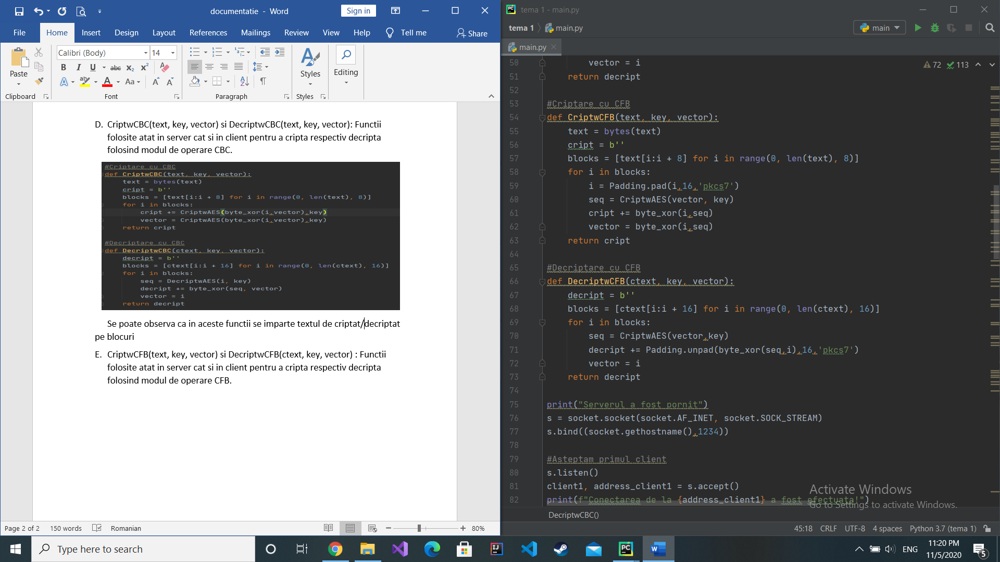 documentatie - Word
Sign in
File Home Insert Design Layout References Mailings Review View Help Tell me Share
Calibri (Body) 14
Paste
Styles
Editing
Clipboard Font Paragraph Styles
D. CriptwCBC(text, key, vector) si DecriptwCBC(text, key, vector): Functii
folosite atat in server cat si in client pentru a cripta respectiv decripta
folosind modul de operare CBC.
#Criptare cu CBC
def CriptwCBC(text, key, vector):
text = bytes(text)
cript = b''
blocks = [text[i:i + 8] for i in range(0, len(text), 8)]
for i in blocks:
cript += CriptwAES(byte_xor(i,vector),key)
vector = CriptwAES(byte_xor(i,vector),key)
return cript
#Decriptare cu CBC
def DecriptwCBC(ctext, key, vector):
decript = b''
blocks = [ctext[i:i + 16] for i in range(0, len(ctext), 16)]
for i in blocks:
seq = DecriptwAES(i, key)
decript += byte_xor(seq, vector)
vector = i
return decript
Se poate observa ca in aceste functii se imparte textul de criptat/decriptat
pe blocuri
E. CriptwCFB(text, key, vector) si DecriptwCFB(ctext, key, vector) : Functii
folosite atat in server cat si in client pentru a cripta respectiv decripta
folosind modul de operare CFB.
Page 2 of 2 150 words Romanian 80%
tema 1 - main.py
tema 1 main.py
main
main.py
72 113
50 vector = i
51 return decript
52
53 #Criptare cu CFB
54 def CriptwCFB(text, key, vector):
55 text = bytes(text)
56 cript = b''
57 blocks = [text[i:i + 8] for i in range(0, len(text), 8)]
58 for i in blocks:
59 i = Padding.pad(i,16,'pkcs7')
60 seq = CriptwAES(vector, key)
61 cript += byte_xor(i,seq)
62 vector = byte_xor(i,seq)
63 return cript
64
65 #Decriptare cu CFB
66 def DecriptwCFB(ctext, key, vector):
67 decript = b''
68 blocks = [ctext[i:i + 16] for i in range(0, len(ctext), 16)]
69 for i in blocks:
70 seq = CriptwAES(vector,key)
71 decript += Padding.unpad(byte_xor(seq,i),16,'pkcs7')
72 vector = i
73 return decript
74
75 print("Serverul a fost pornit")
76 s = socket.socket(socket.AF_INET, socket.SOCK_STREAM)
77 s.bind((socket.gethostname(),1234))
78
79 #Asteptam primul client
80 s.listen()
81 client1, address_client1 = s.accept()
82 print(f"Conectarea de la {address_client1} a fost efectuata!")
Activate Windows
Go to Settings to activate Windows.
DecriptwCBC()
45:18 CRLF UTF-8 4 spaces Python 3.7 (tema 1)
Type here to search
ENG
11:20 PM
11/5/2020
5